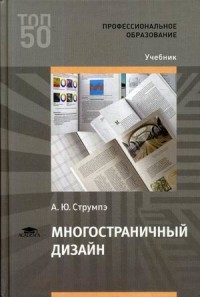 ТОП
50
ПРОФЕССИОНАЛЬНОЕ
ОБРАЗОВАНИЕ
Учебник
А. Ю. Струмпэ
МНОГОСТРАНИЧНЫЙ
ДИЗАЙН